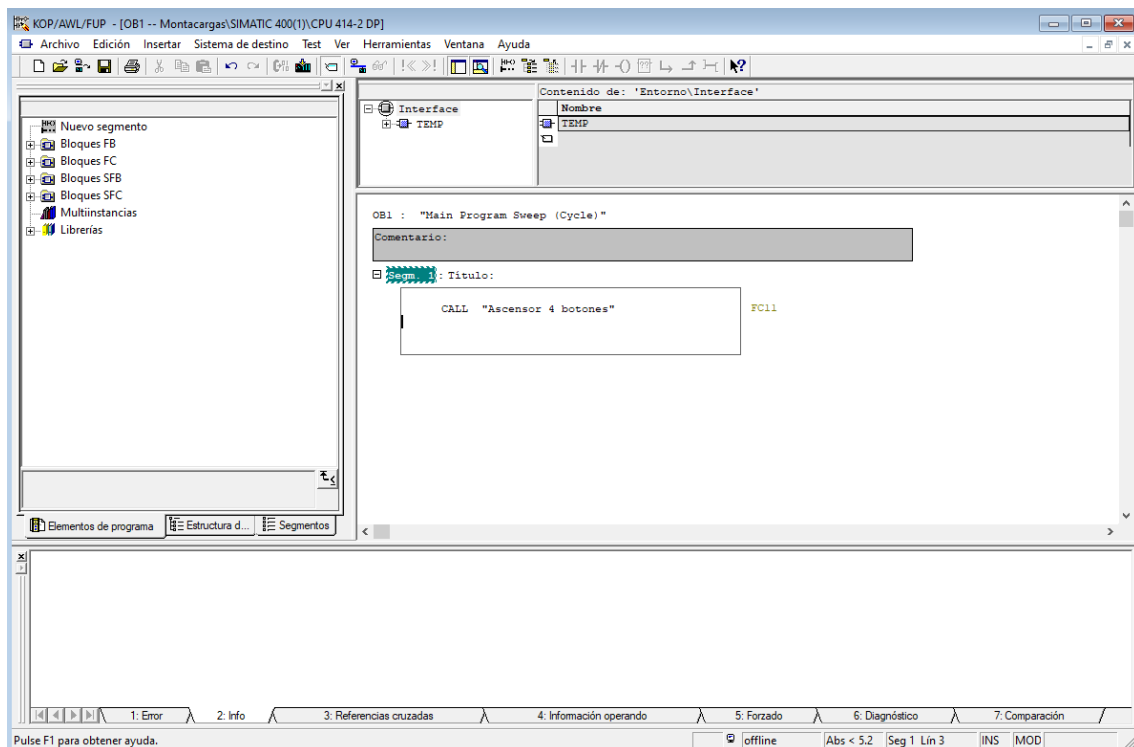 KOP/AWL/FUP - [OB1 -- Montacargas\SIMATIC 400(1)\CPU 414-2 DP]
Archivo Edición Insertar Sistema de destino Test Ver Herramientas Ventana Ayuda
Nuevo segmento
Bloques FB
Bloques FC
Bloques SFB
Bloques SFC
Multiinstancias
Librerías
Elementos de programa Estructura d... Segmentos
Interface
TEMP
Contenido de: 'Entorno\Interface'
Nombre
TEMP
OB1 : "Main Program Sweep (Cycle)"
Comentario:
Segm. 1: Título:
CALL "Ascensor 4 botones" FC11
1: Error 2: Info 3: Referencias cruzadas 4: Información operando 5: Forzado 6: Diagnóstico 7: Comparación
Pulse F1 para obtener ayuda. offline Abs < 5.2 Seg 1 Lín 3 INS MOD